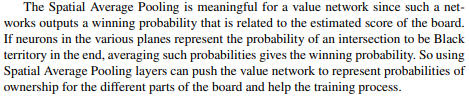 The Spatial Average Pooling is meaningful for a value network since such a net-
works outputs a winning probability that is related to the estimated score of the board.
If neurons in the various planes represent the probability of an intersection to be Black
territory in the end, averaging such probabilities gives the winning probability. So using
Spatial Average Pooling layers can push the value network to represent probabilities of
ownership for the different parts of the board and help the training process.